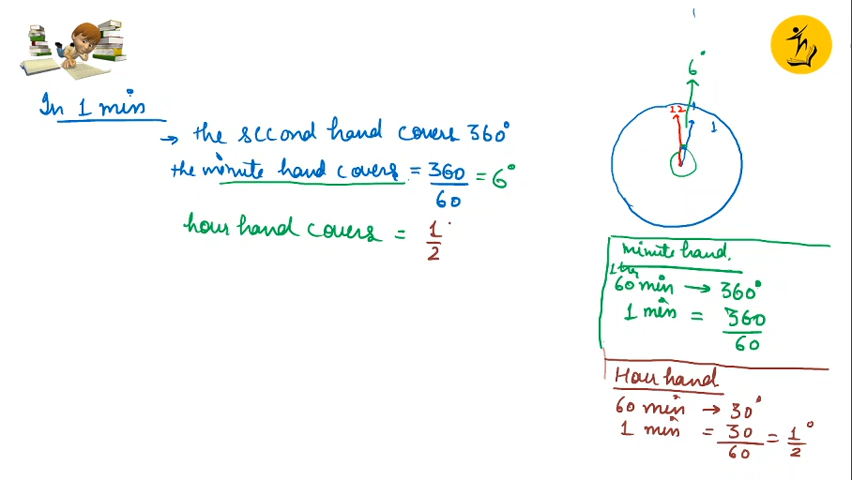 In 1 min
→ the second hand covers 360°
the minute hand covers = 360/60 = 6°
hour hand covers = 1/2°
6°
12
1
minute hand.
1 hr
60 min → 360°
1 min = 360/60
Hour hand
60 min → 30°
1 min = 30/60 = 1/2°